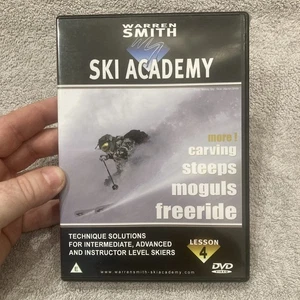 WARREN
SMITH
SKI ACADEMY
more !
carving
steeps
moguls
freeride
TECHNIQUE SOLUTIONS
FOR INTERMEDIATE, ADVANCED
AND INSTRUCTOR LEVEL SKIERS
LESSON
4
DVD
www.warrensmith-skiacademy.com